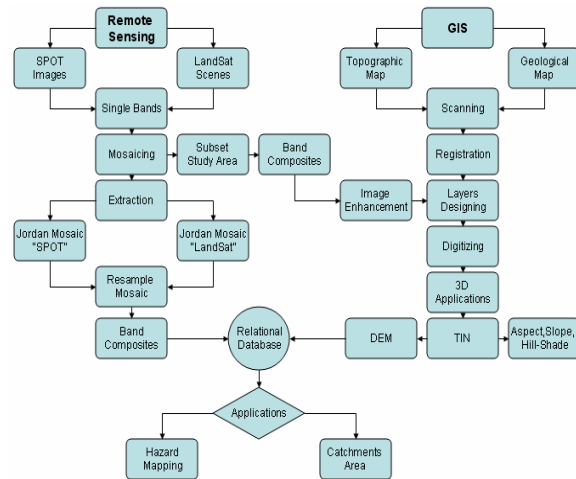 Remote
Sensing
GIS
SPOT
Images
LandSat
Scenes
Topographic
Map
Geological
Map
Single Bands
Scanning
Mosaicing
Subset
Study Area
Band
Composites
Registration
Extraction
Image
Enhancement
Layers
Designing
Jordan Mosaic
"SPOT"
Jordan Mosaic
"LandSat"
Digitizing
Resample
Mosaic
3D
Applications
Band
Composites
Relational
Database
DEM
TIN
Aspect,Slope,
Hill-Shade
Applications
Hazard
Mapping
Catchments
Area